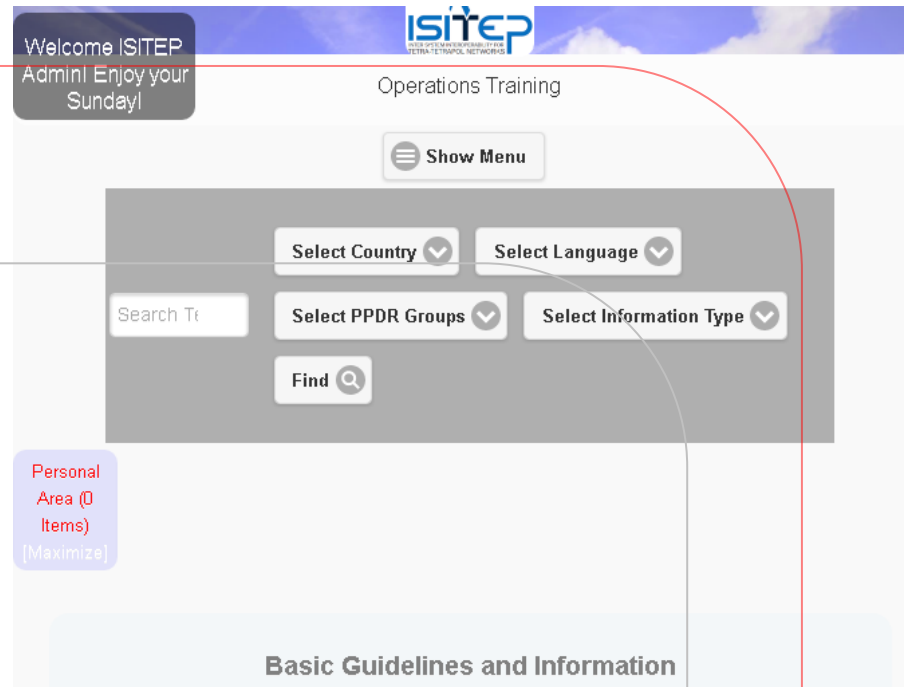 ISITEP
INTER SYSTEM INTEROPERABILITY FOR
TETRA-TETRAPOL NETWORKS
Welcome ISITEP
Admin! Enjoy your
Sunday!
Operations Training
Show Menu
Select Country
Select Language
Search Te
Select PPDR Groups
Select Information Type
Find
Personal
Area (0
Items)
[Maximize]
Basic Guidelines and Information